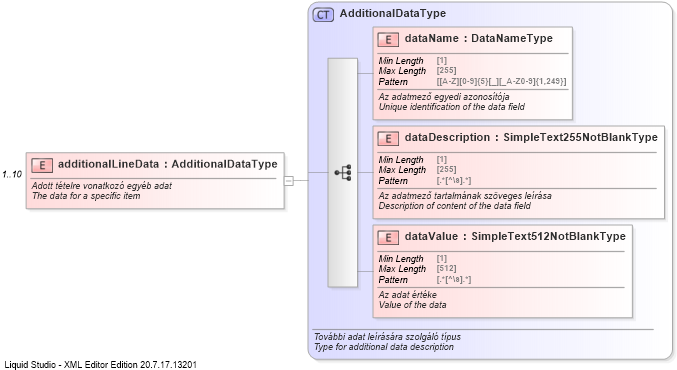 CT AdditionalDataType
E dataName : DataNameType
Min Length [1]
Max Length [255]
Pattern [[A-Z][0-9]{5}[_][_A-Z0-9]{1,249}]
Az adatmező egyedi azonosítója
Unique identification of the data field
1..10
E additionalLineData : AdditionalDataType
Adott tételre vonatkozó egyéb adat
The data for a specific item
E dataDescription : SimpleText255NotBlankType
Min Length [1]
Max Length [255]
Pattern [.*[^\s].*]
Az adatmező tartalmának szöveges leírása
Description of content of the data field
E dataValue : SimpleText512NotBlankType
Min Length [1]
Max Length [512]
Pattern [.*[^\s].*]
Az adat értéke
Value of the data
További adat leírására szolgáló típus
Type for additional data description
Liquid Studio - XML Editor Edition 20.7.17.13201